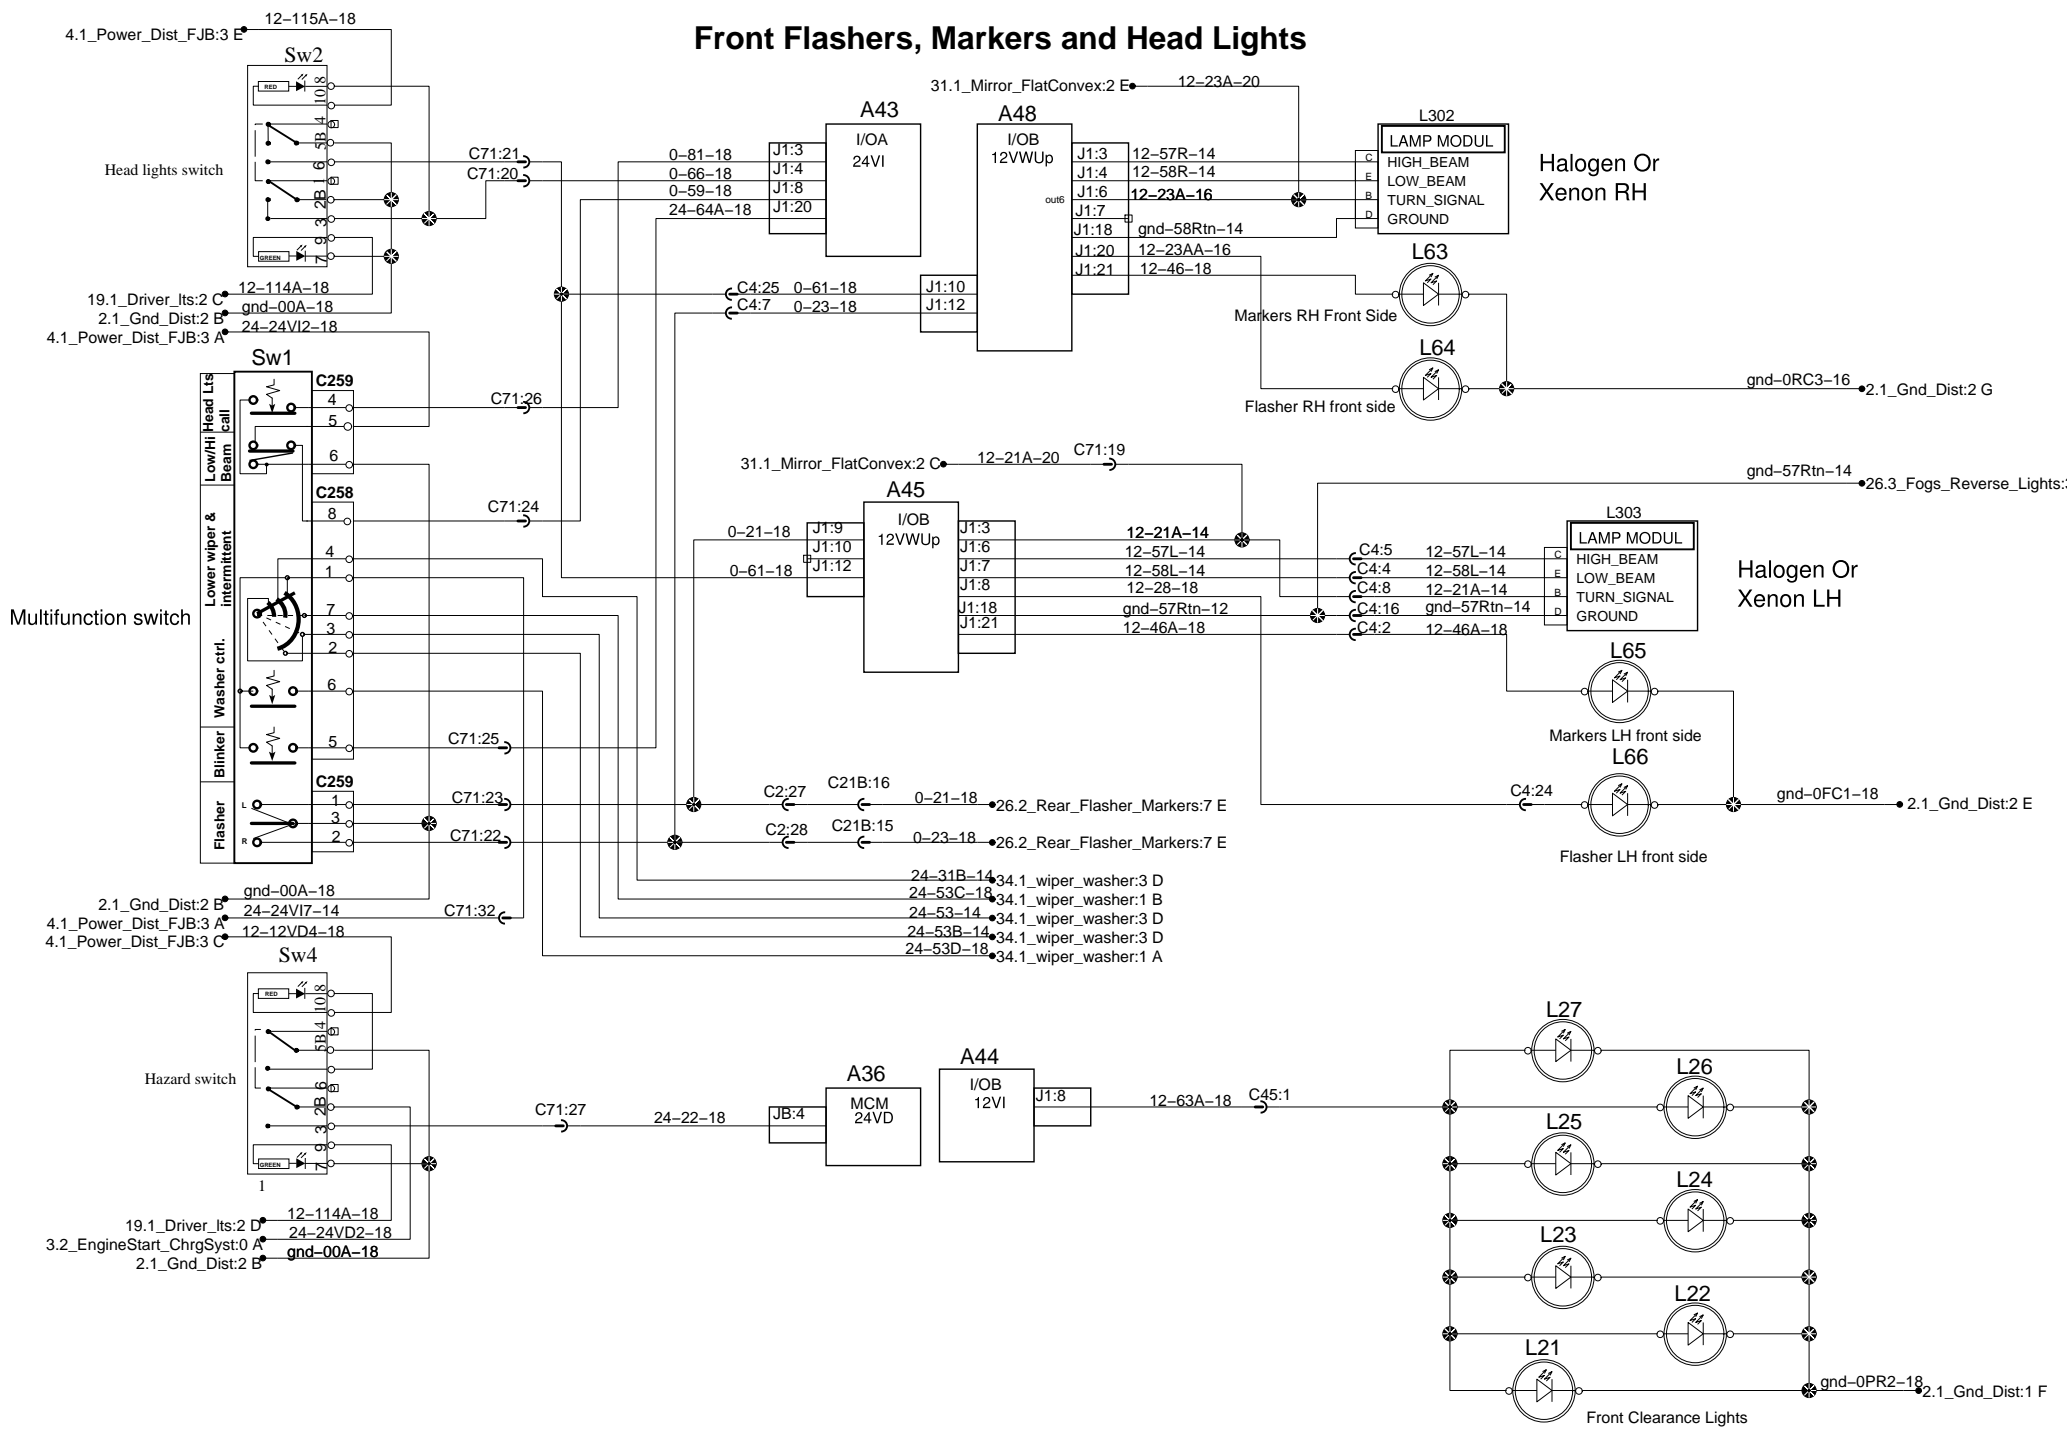 Front Flashers, Markers and Head Lights
12–115A–18
4.1_Power_Dist_FJB:3 E
Sw2
RED
8
10
4
5B
6
1
2B
3
9
7
GREEN
Head lights switch
12–114A–18
19.1_Driver_lts:2 C
gnd–00A–18
2.1_Gnd_Dist:2 B
24–24VI2–18
4.1_Power_Dist_FJB:3 A
C71:21
C71:20
0–81–18
0–66–18
0–59–18
24–64A–18
A43
I/OA
24VI
J1:3
J1:4
J1:8
J1:20
31.1_Mirror_FlatConvex:2 E
12–23A–20
A48
I/OB
12VWUp
out6
J1:3
J1:4
J1:6
J1:7
J1:18
J1:20
J1:21
J1:10
J1:12
C4:25
0–61–18
C4:7
0–23–18
12–57R–14
12–58R–14
12–23A–16
gnd–58Rtn–14
12–23AA–16
12–46–18
L302
LAMP MODUL
C
HIGH_BEAM
E
LOW_BEAM
B
TURN_SIGNAL
D
GROUND
Halogen Or
Xenon RH
L63
Markers RH Front Side
L64
Flasher RH front side
gnd–0RC3–16
2.1_Gnd_Dist:2 G
Sw1
Multifunction switch
Head Lts
call
Low/Hi
Beam
Lower wiper &
intermittent
Washer ctrl.
Blinker
Flasher
C259
4
5
6
C258
8
4
1
7
3
2
6
5
C259
L
1
3
R
2
C71:26
C71:24
C71:25
C71:23
C71:22
31.1_Mirror_FlatConvex:2 C
12–21A–20
C71:19
A45
I/OB
12VWUp
J1:9
J1:10
J1:12
0–21–18
0–61–18
J1:3
J1:6
J1:7
J1:8
J1:18
J1:21
12–21A–14
12–57L–14
12–58L–14
12–28–18
gnd–57Rtn–12
12–46A–18
C4:5
C4:4
C4:8
C4:16
C4:2
12–57L–14
12–58L–14
12–21A–14
gnd–57Rtn–14
12–46A–18
gnd–57Rtn–14
26.3_Fogs_Reverse_Lights:
L303
LAMP MODUL
C
HIGH_BEAM
E
LOW_BEAM
B
TURN_SIGNAL
D
GROUND
Halogen Or
Xenon LH
L65
Markers LH front side
L66
C4:24
Flasher LH front side
gnd–0FC1–18
2.1_Gnd_Dist:2 E
C2:27
C21B:16
0–21–18
26.2_Rear_Flasher_Markers:7 E
C2:28
C21B:15
0–23–18
26.2_Rear_Flasher_Markers:7 E
24–31B–14
34.1_wiper_washer:3 D
24–53C–18
34.1_wiper_washer:1 B
24–53–14
34.1_wiper_washer:3 D
24–53B–14
34.1_wiper_washer:3 D
24–53D–18
34.1_wiper_washer:1 A
gnd–00A–18
2.1_Gnd_Dist:2 B
24–24VI7–14
C71:32
4.1_Power_Dist_FJB:3 A
12–12VD4–18
4.1_Power_Dist_FJB:3 C
Sw4
RED
8
10
4
5B
6
2B
3
9
7
GREEN
1
Hazard switch
12–114A–18
19.1_Driver_lts:2 D
24–24VD2–18
3.2_EngineStart_ChrgSyst:0 A
gnd–00A–18
2.1_Gnd_Dist:2 B
C71:27
24–22–18
A36
JB:4
MCM
24VD
A44
I/OB
12VI
J1:8
12–63A–18
C45:1
L27
L26
L25
L24
L23
L22
L21
Front Clearance Lights
gnd–0PR2–18
2.1_Gnd_Dist:1 F